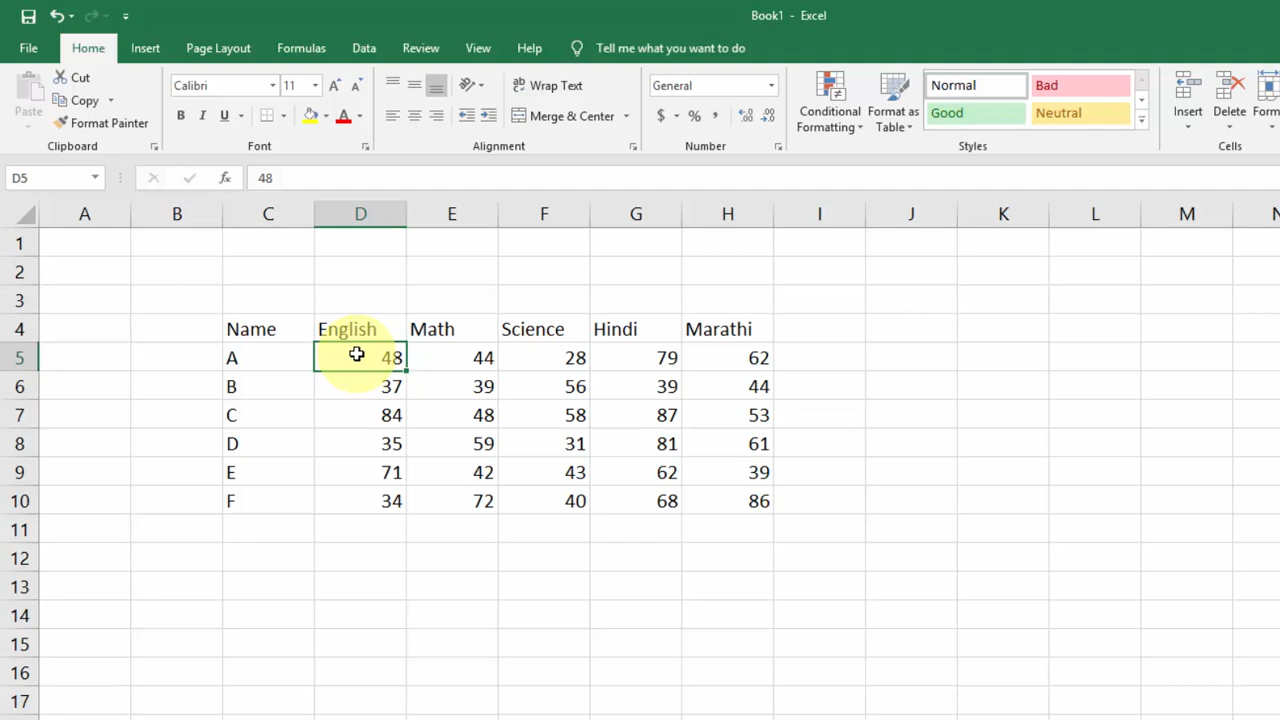 Book1 - Excel
File Home Insert Page Layout Formulas Data Review View Help Tell me what you want to do
Cut
Copy
Format Painter
Paste
Clipboard
Calibri 11
B I U
Font
Wrap Text
Merge & Center
Alignment
General
$ % ,
Number
Conditional Formatting
Format as Table
Normal Bad
Good Neutral
Styles
Insert Delete
Cells
D5 fx 48
A B C D E F G H I J K L M
1
2
3
4 Name English Math Science Hindi Marathi
5 A 48 44 28 79 62
6 B 37 39 56 39 44
7 C 84 48 58 87 53
8 D 35 59 31 81 61
9 E 71 42 43 62 39
10 F 34 72 40 68 86
11
12
13
14
15
16
17